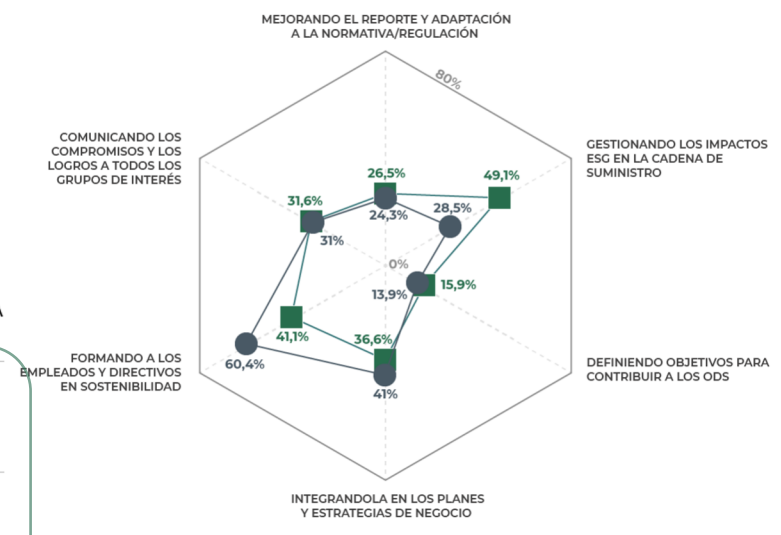 MEJORANDO EL REPORTE Y ADAPTACIÓN
A LA NORMATIVA/REGULACIÓN
80%
COMUNICANDO LOS
COMPROMISOS Y LOS
LOGROS A TODOS LOS
GRUPOS DE INTERÉS
GESTIONANDO LOS IMPACTOS
ESG EN LA CADENA DE
SUMINISTRO
26,5%
49,1%
31,6%
24,3%
28,5%
31%
0%
13,9%
15,9%
41,1%
36,6%
60,4%
41%
FORMANDO A LOS
EMPLEADOS Y DIRECTIVOS
EN SOSTENIBILIDAD
DEFINIENDO OBJETIVOS PARA
CONTRIBUIR A LOS ODS
INTEGRANDOLA EN LOS PLANES
Y ESTRATEGIAS DE NEGOCIO